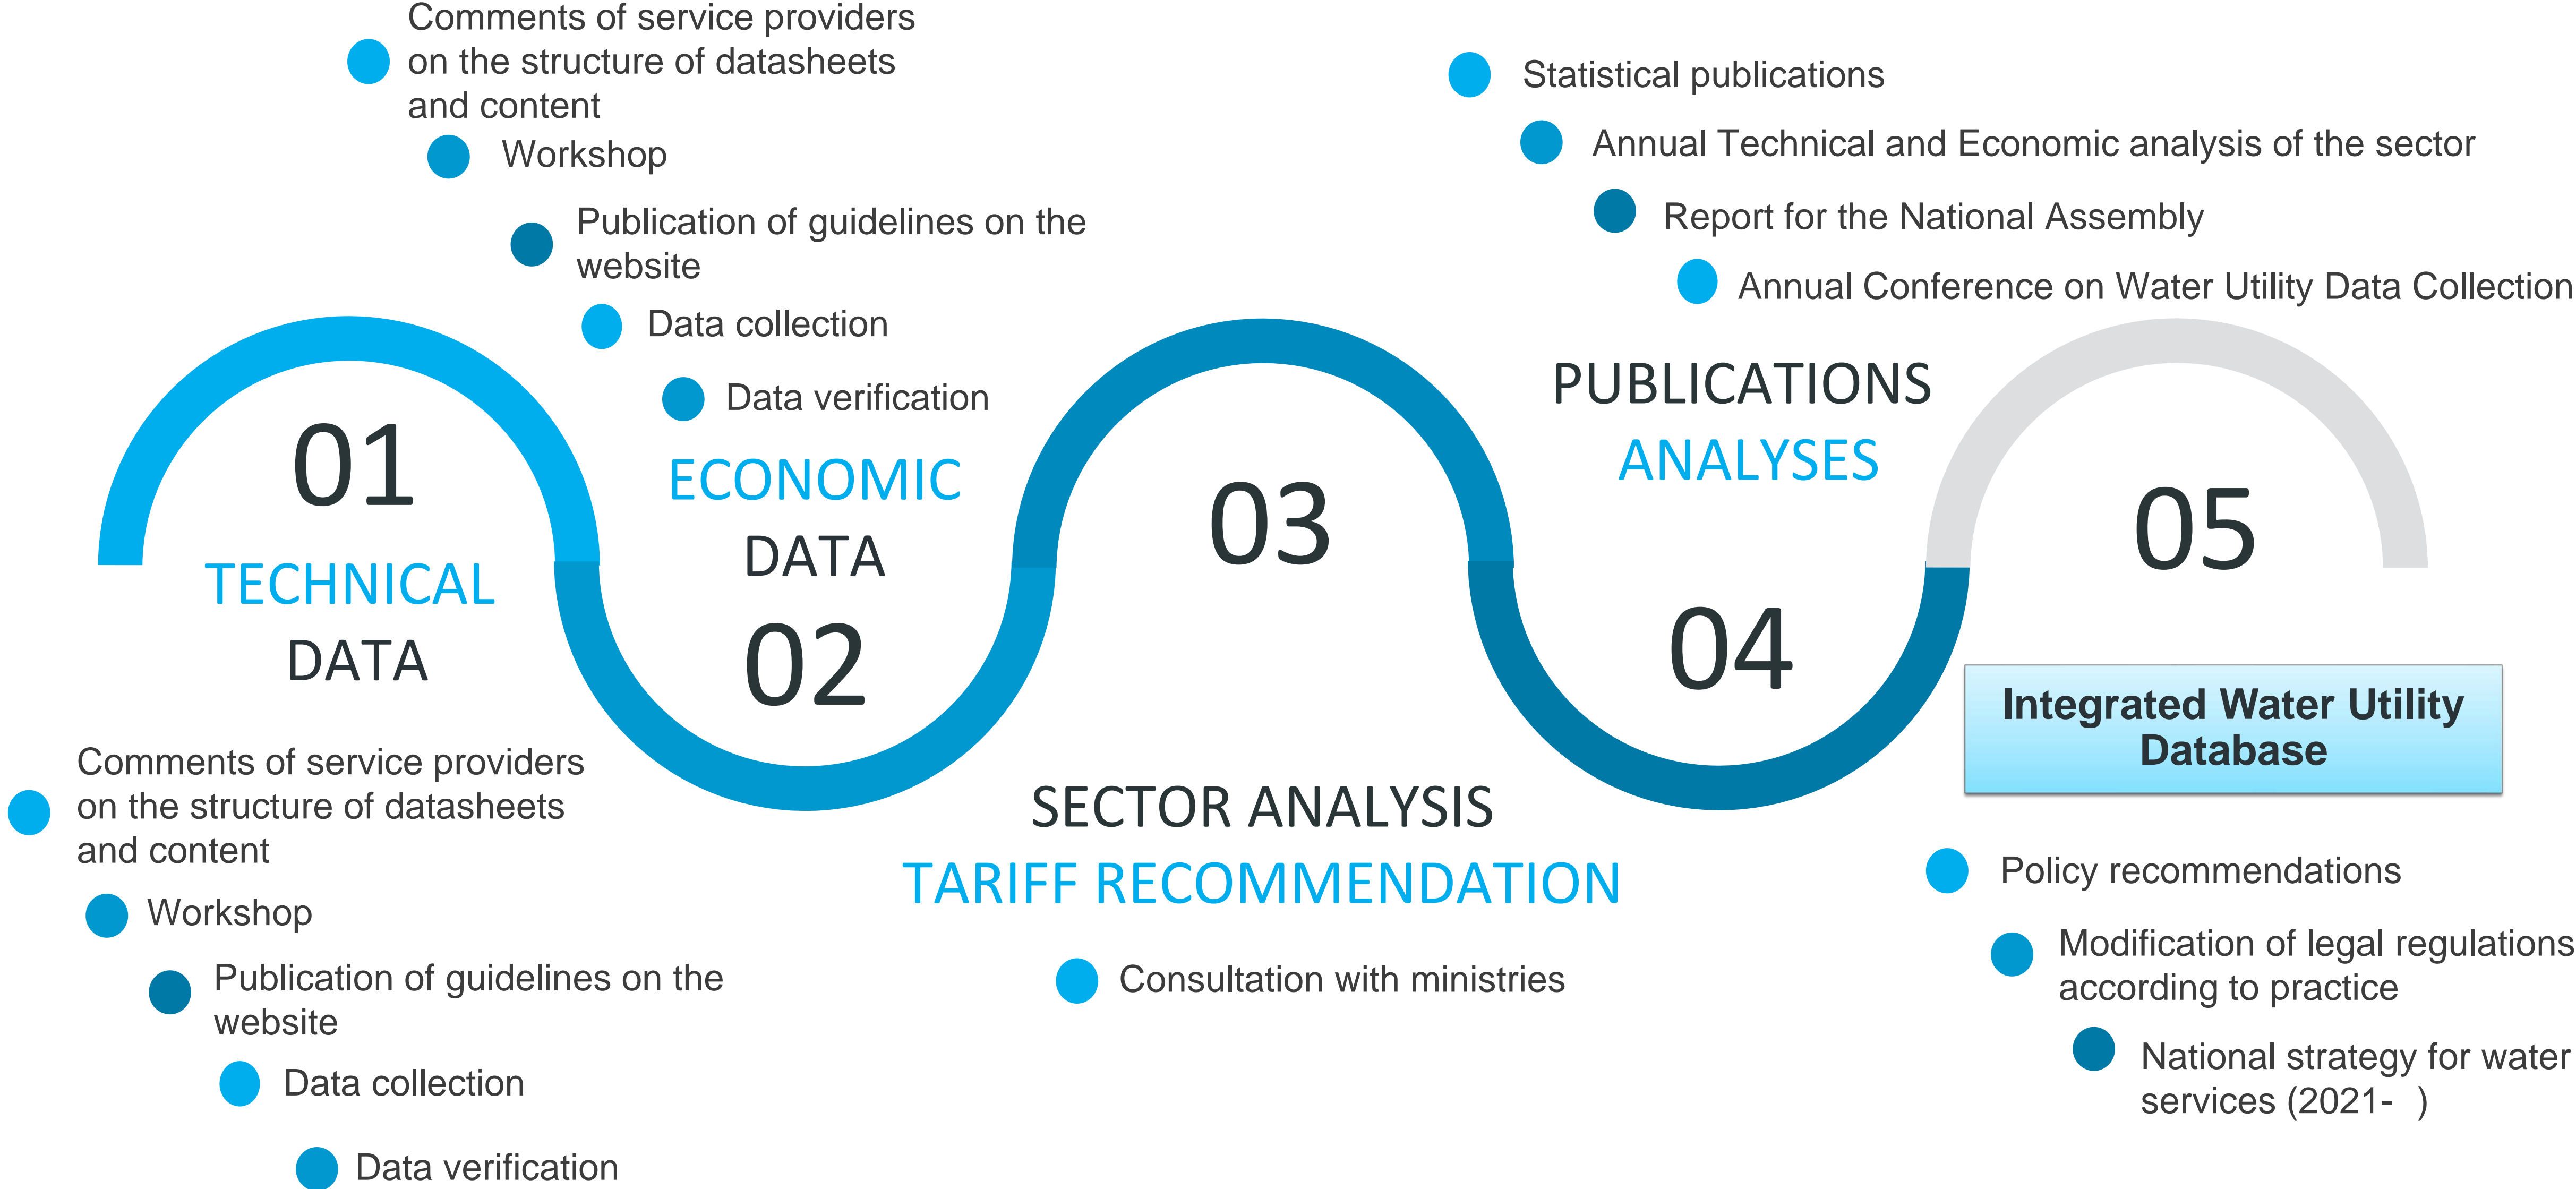 Comments of service providers
on the structure of datasheets
and content
Workshop
Publication of guidelines on the
website
Data collection
Data verification
Statistical publications
Annual Technical and Economic analysis of the sector
Report for the National Assembly
Annual Conference on Water Utility Data Collection
01
TECHNICAL
DATA
ECONOMIC
DATA
02
03
PUBLICATIONS
ANALYSES
04
05
Integrated Water Utility
Database
Comments of service providers
on the structure of datasheets
and content
Workshop
Publication of guidelines on the
website
Data collection
Data verification
SECTOR ANALYSIS
TARIFF RECOMMENDATION
Consultation with ministries
Policy recommendations
Modification of legal regulations
according to practice
National strategy for water
services (2021-  )